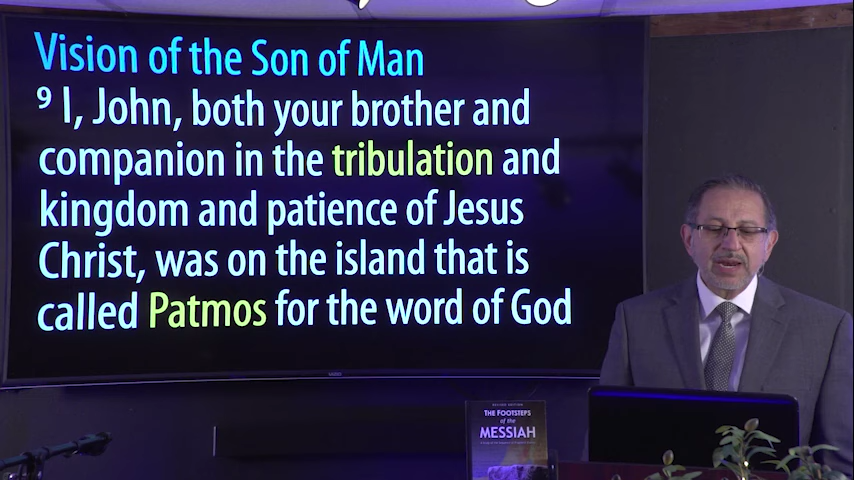 Vision of the Son of Man
⁹ I, John, both your brother and
companion in the tribulation and
kingdom and patience of Jesus
Christ, was on the island that is
called Patmos for the word of God
REVISED EDITION
THE FOOTSTEPS
of the
MESSIAH